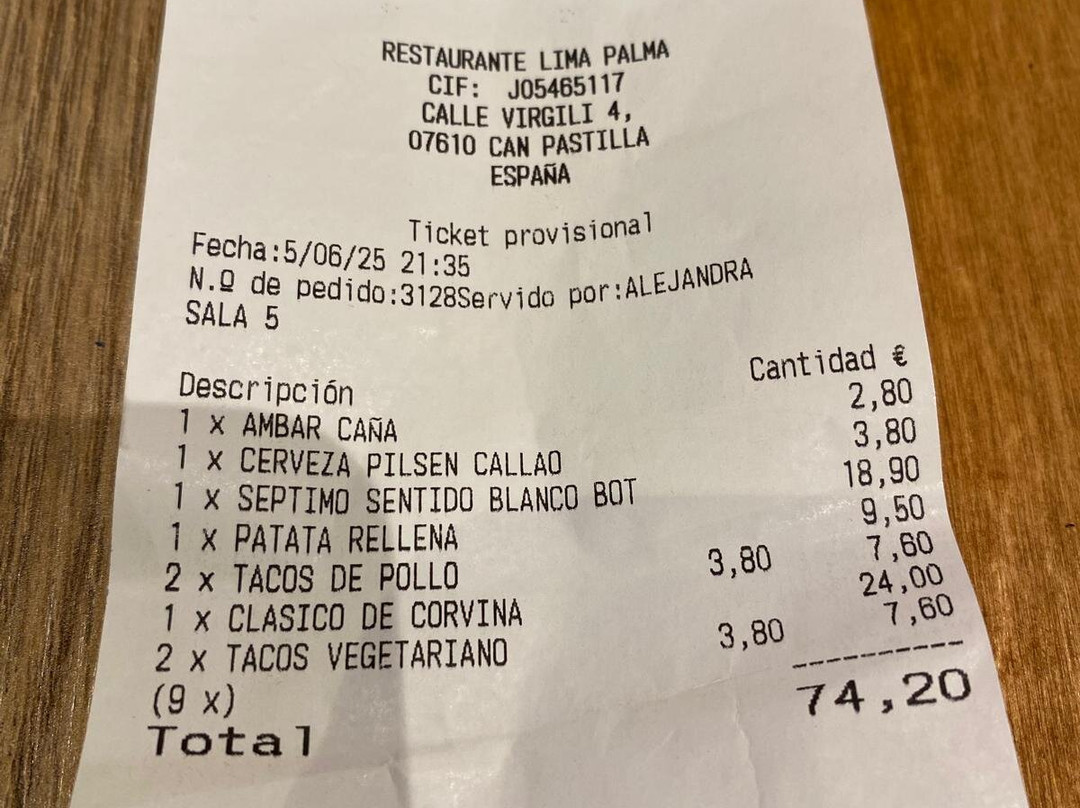 RESTAURANTE LIMA PALMA
CIF: J05465117
CALLE VIRGILI 4,
07610 CAN PASTILLA
ESPAÑA
Ticket provisional
Fecha:5/06/25 21:35
N.º de pedido:3128Servido por:ALEJANDRA
SALA 5
Descripción Cantidad €
1 x AMBAR CAÑA 2,80
1 x CERVEZA PILSEN CALLAO 3,80
1 x SEPTIMO SENTIDO BLANCO BOT 18,90
1 x PATATA RELLENA 9,50
2 x TACOS DE POLLO 3,80 7,60
1 x CLASICO DE CORVINA 24,00
2 x TACOS VEGETARIANO 3,80 7,60
(9 x)
Total 74,20